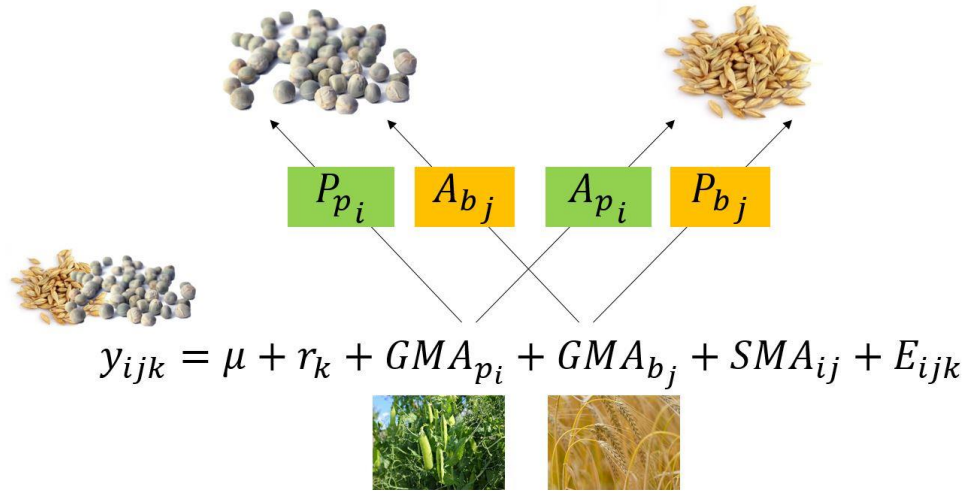 P_{p_i} A_{b_j} A_{p_i} P_{b_j}
y_{ijk} = μ + r_k + GMA_{p_i} + GMA_{b_j} + SMA_{ij} + E_{ijk}